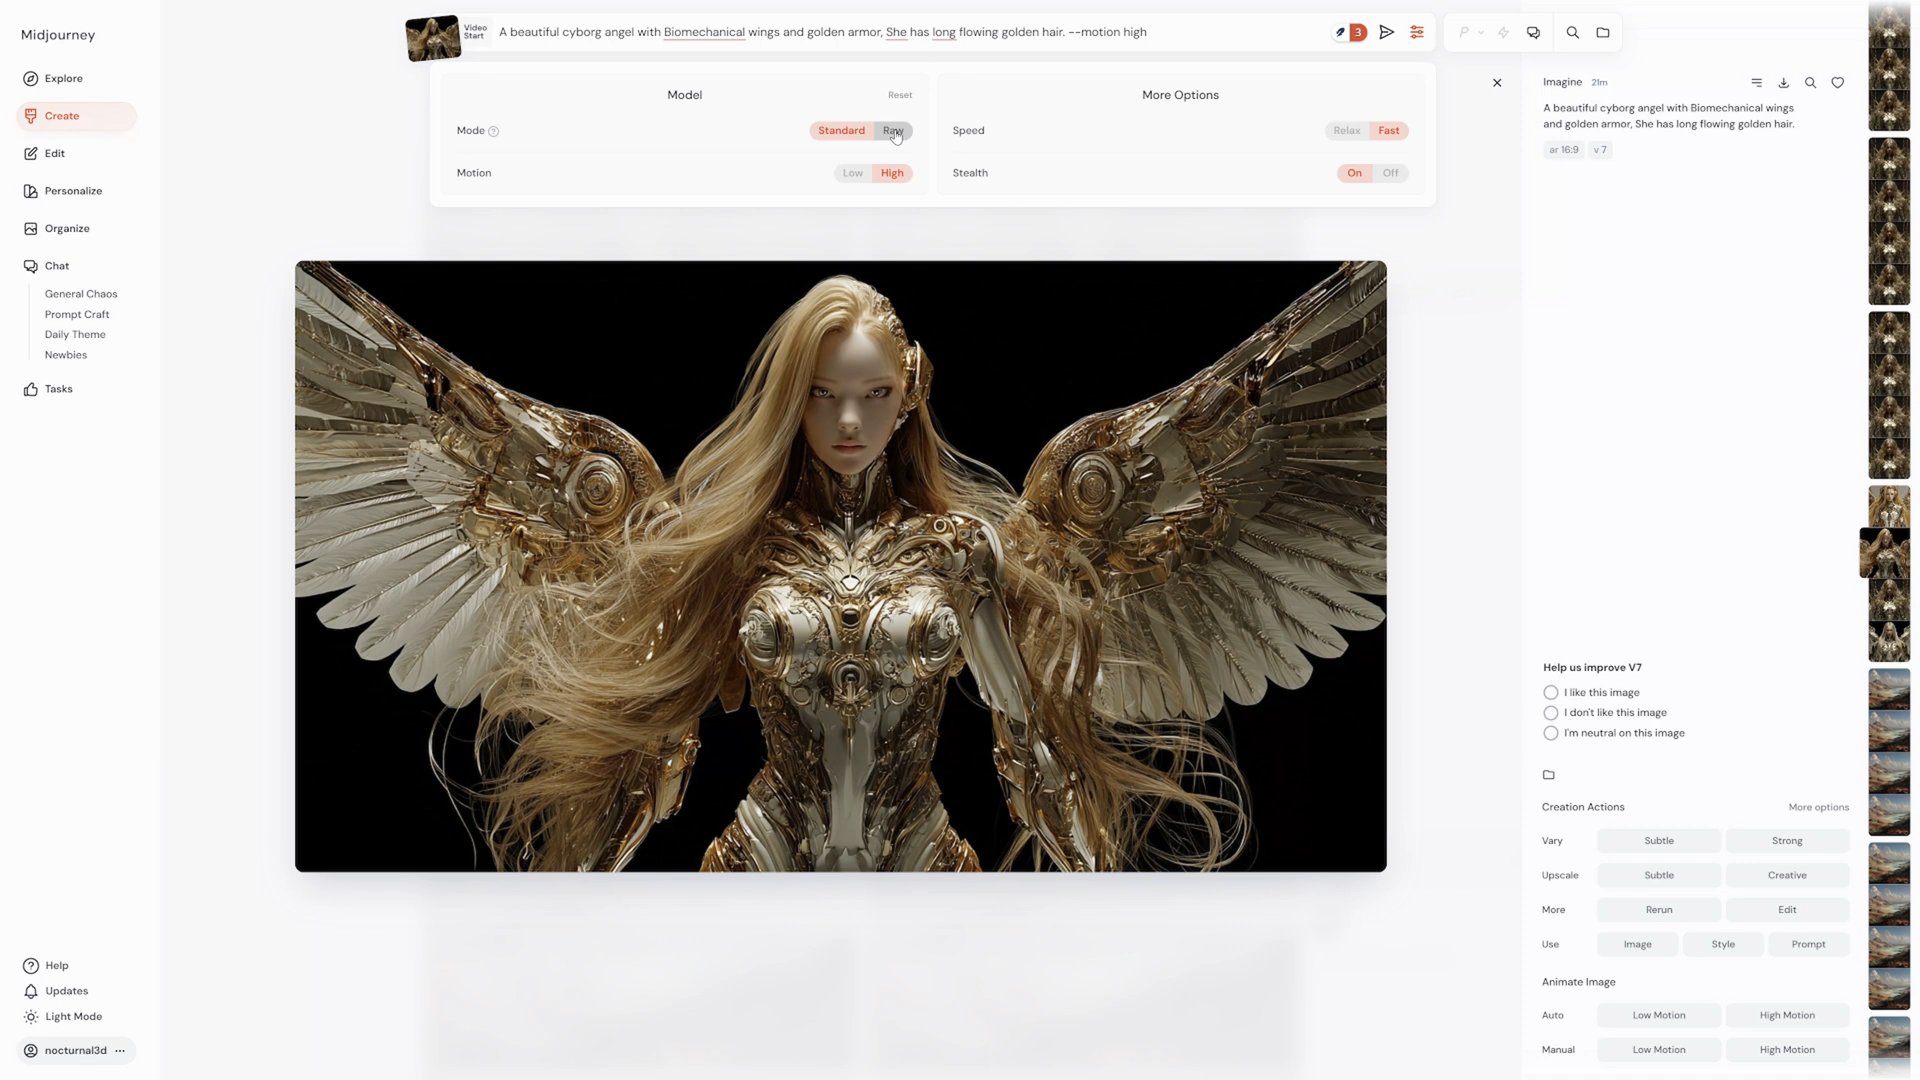 Midjourney
Explore
Create
Edit
Personalize
Organize
Chat
General Chaos
Prompt Craft
Daily Theme
Newbies
Tasks
Help
Updates
Light Mode
nocturnal3d
Video
Start
A beautiful cyborg angel with Biomechanical wings and golden armor, She has long flowing golden hair. --motion high
3
Model
Reset
Mode
Standard
Raw
Motion
Low
High
More Options
Speed
Relax
Fast
Stealth
On
Off
Imagine 21m
A beautiful cyborg angel with Biomechanical wings
and golden armor, She has long flowing golden hair.
ar 16:9
v 7
Help us improve V7
I like this image
I don't like this image
I'm neutral on this image
Creation Actions
More options
Vary
Subtle
Strong
Upscale
Subtle
Creative
More
Rerun
Edit
Use
Image
Style
Prompt
Animate Image
Auto
Low Motion
High Motion
Manual
Low Motion
High Motion